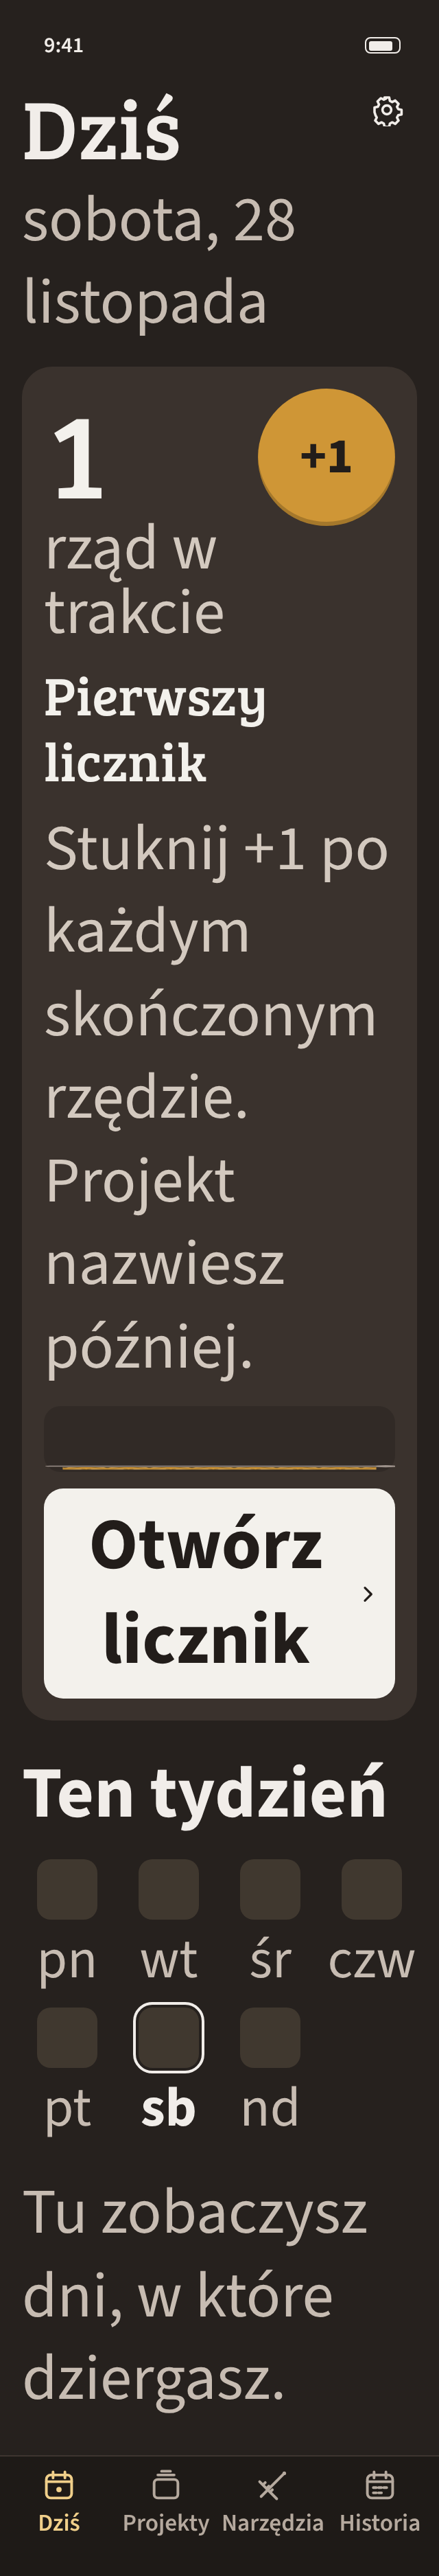 9:41
Dziś
sobota, 28
listopada
1
+1
rząd w
trakcie
Pierwszy
licznik
Stuknij +1 po
każdym
skończonym
rzędzie.
Projekt
nazwiesz
później.
Otwórz
licznik
Ten tydzień
pn wt śr czw
pt sb nd
Tu zobaczysz
dni, w które
dziergasz.
Dziś Projekty Narzędzia Historia